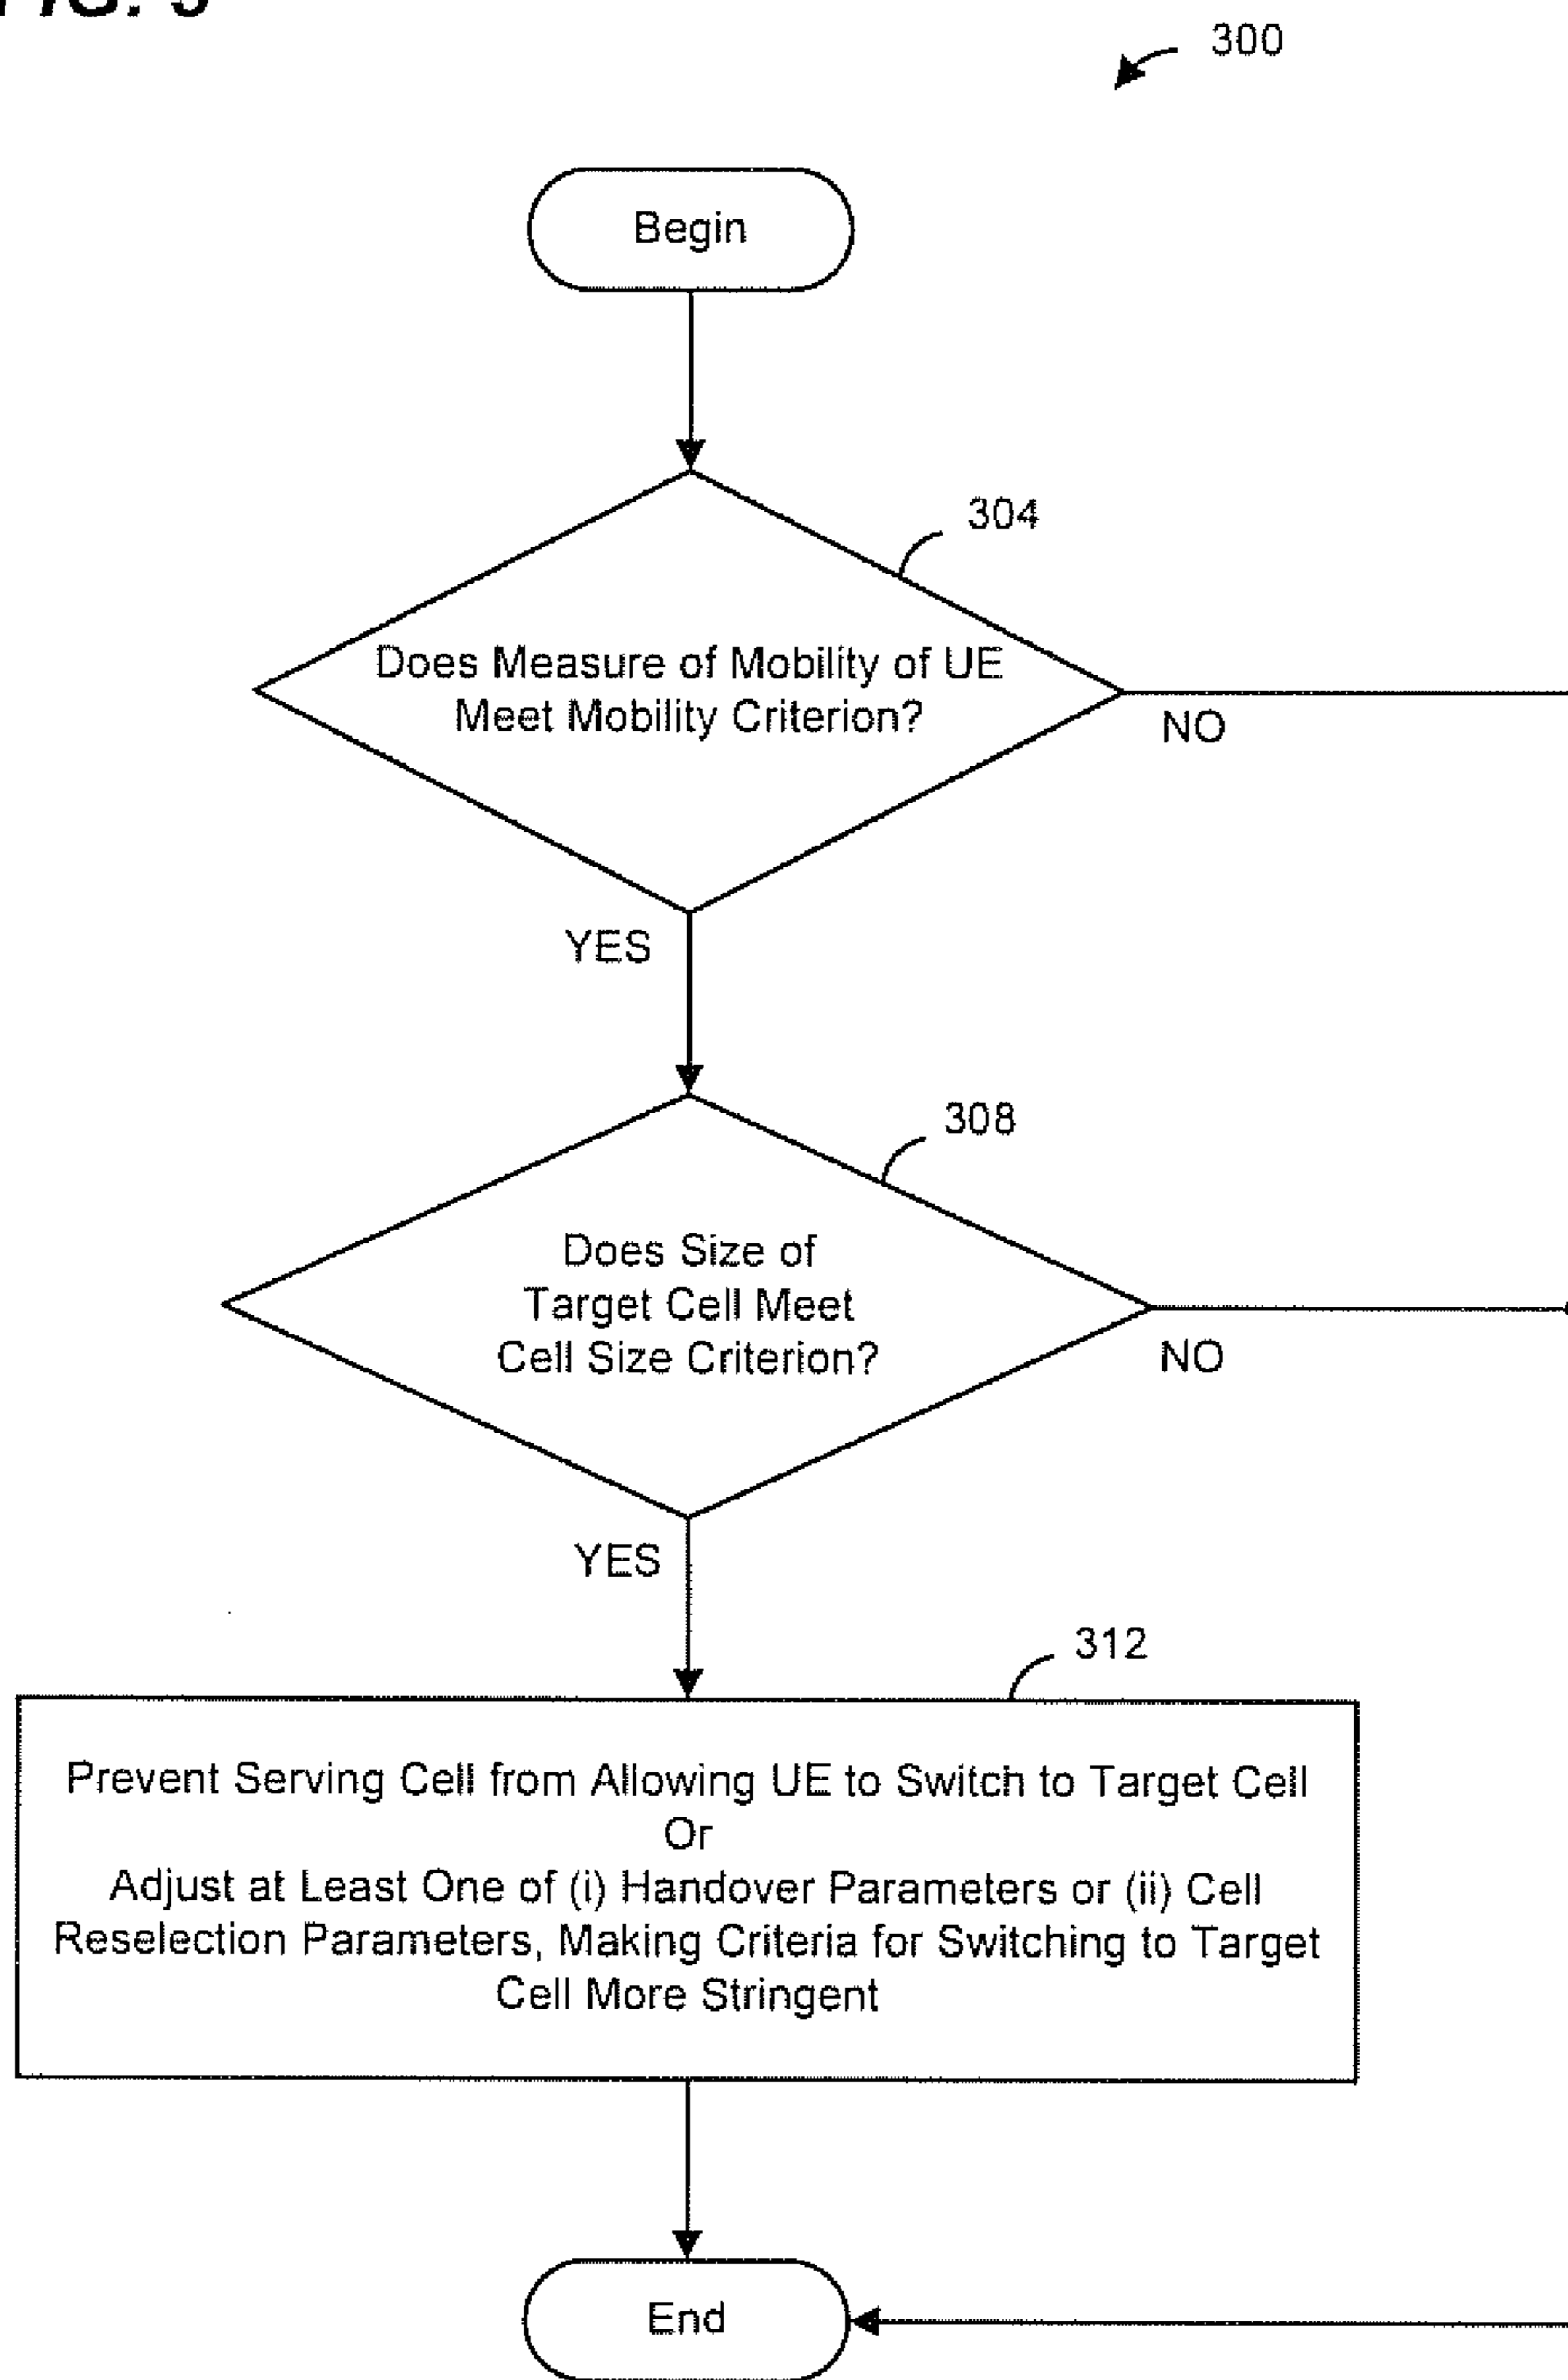 FIG. 3
300
Begin
304
Does Measure of Mobility of UE
Meet Mobility Criterion?
NO
YES
308
Does Size of
Target Cell Meet
Cell Size Criterion?
NO
YES
312
Prevent Serving Cell from Allowing UE to Switch to Target Cell
Or
Adjust at Least One of (i) Handover Parameters or (ii) Cell
Reselection Parameters, Making Criteria for Switching to Target
Cell More Stringent
End